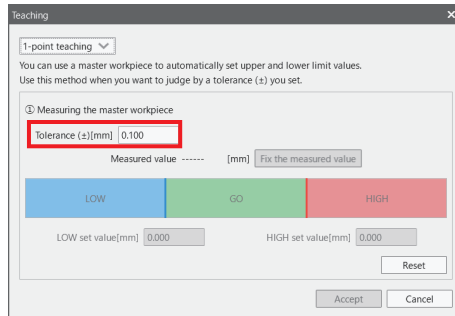 Teaching ×
1-point teaching
You can use a master workpiece to automatically set upper and lower limit values.
Use this method when you want to judge by a tolerance (±) you set.
① Measuring the master workpiece
Tolerance (±)[mm] 0.100
Measured value ------ [mm] Fix the measured value
LOW GO HIGH
LOW set value[mm] 0.000 HIGH set value[mm] 0.000
Reset
Accept Cancel